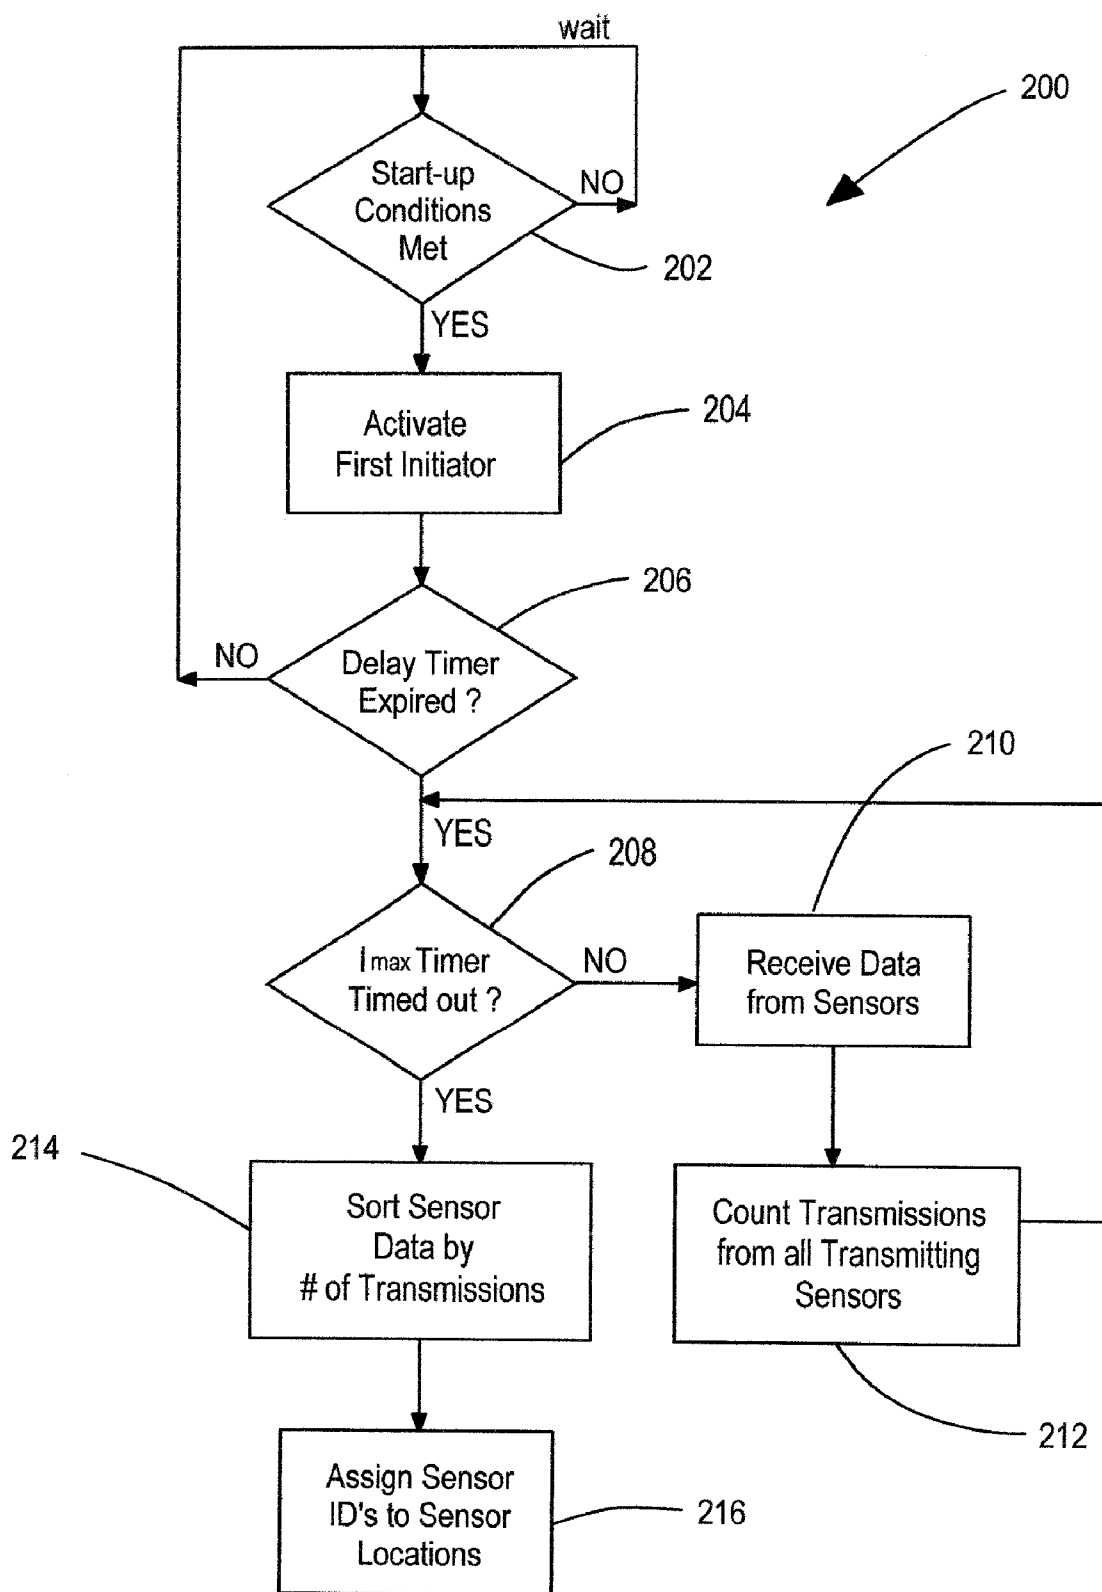 wait
200
Start-up
Conditions
Met
NO
202
YES
Activate
First Initiator
204
206
Delay Timer
Expired ?
NO
210
YES
208
Imax Timer
Timed out ?
NO
Receive Data
from Sensors
YES
214
Sort Sensor
Data by
# of Transmissions
Count Transmissions
from all Transmitting
Sensors
212
Assign Sensor
ID's to Sensor
Locations
216